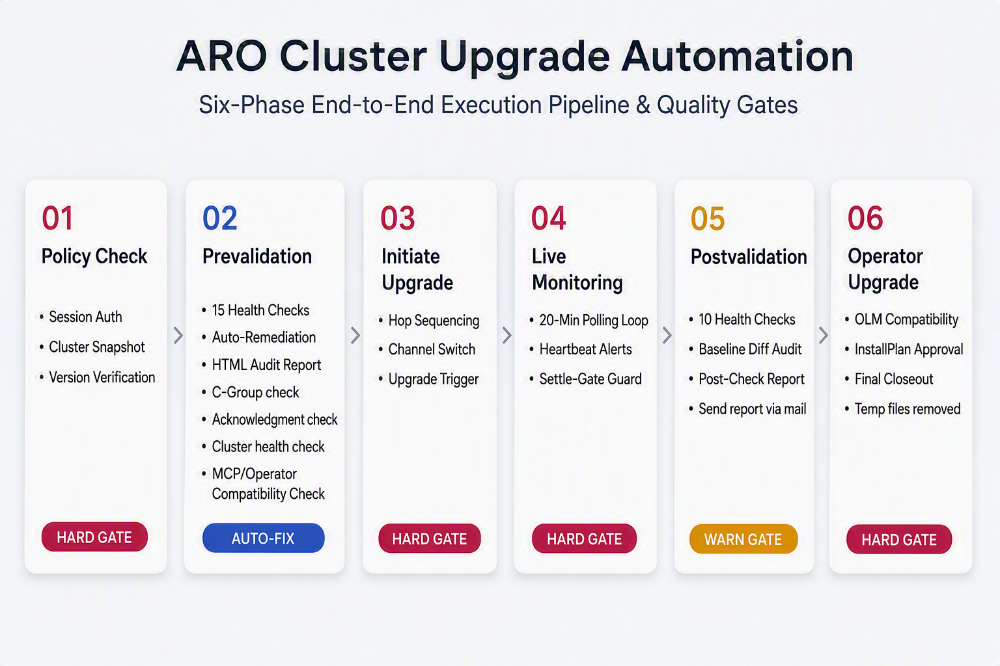 ARO Cluster Upgrade Automation
Six-Phase End-to-End Execution Pipeline & Quality Gates
01
Policy Check
• Session Auth
• Cluster Snapshot
• Version Verification
HARD GATE
02
Prevalidation
• 15 Health Checks
• Auto-Remediation
• HTML Audit Report
• C-Group check
• Acknowledgment check
• Cluster health check
• MCP/Operator
Compatibility Check
AUTO-FIX
03
Initiate
Upgrade
• Hop Sequencing
• Channel Switch
• Upgrade Trigger
HARD GATE
04
Live
Monitoring
• 20-Min Polling Loop
• Heartbeat Alerts
• Settle-Gate Guard
HARD GATE
05
Postvalidation
• 10 Health Checks
• Baseline Diff Audit
• Post-Check Report
• Send report via mail
WARN GATE
06
Operator
Upgrade
• OLM Compatibility
• InstallPlan Approval
• Final Closeout
• Temp files removed
HARD GATE